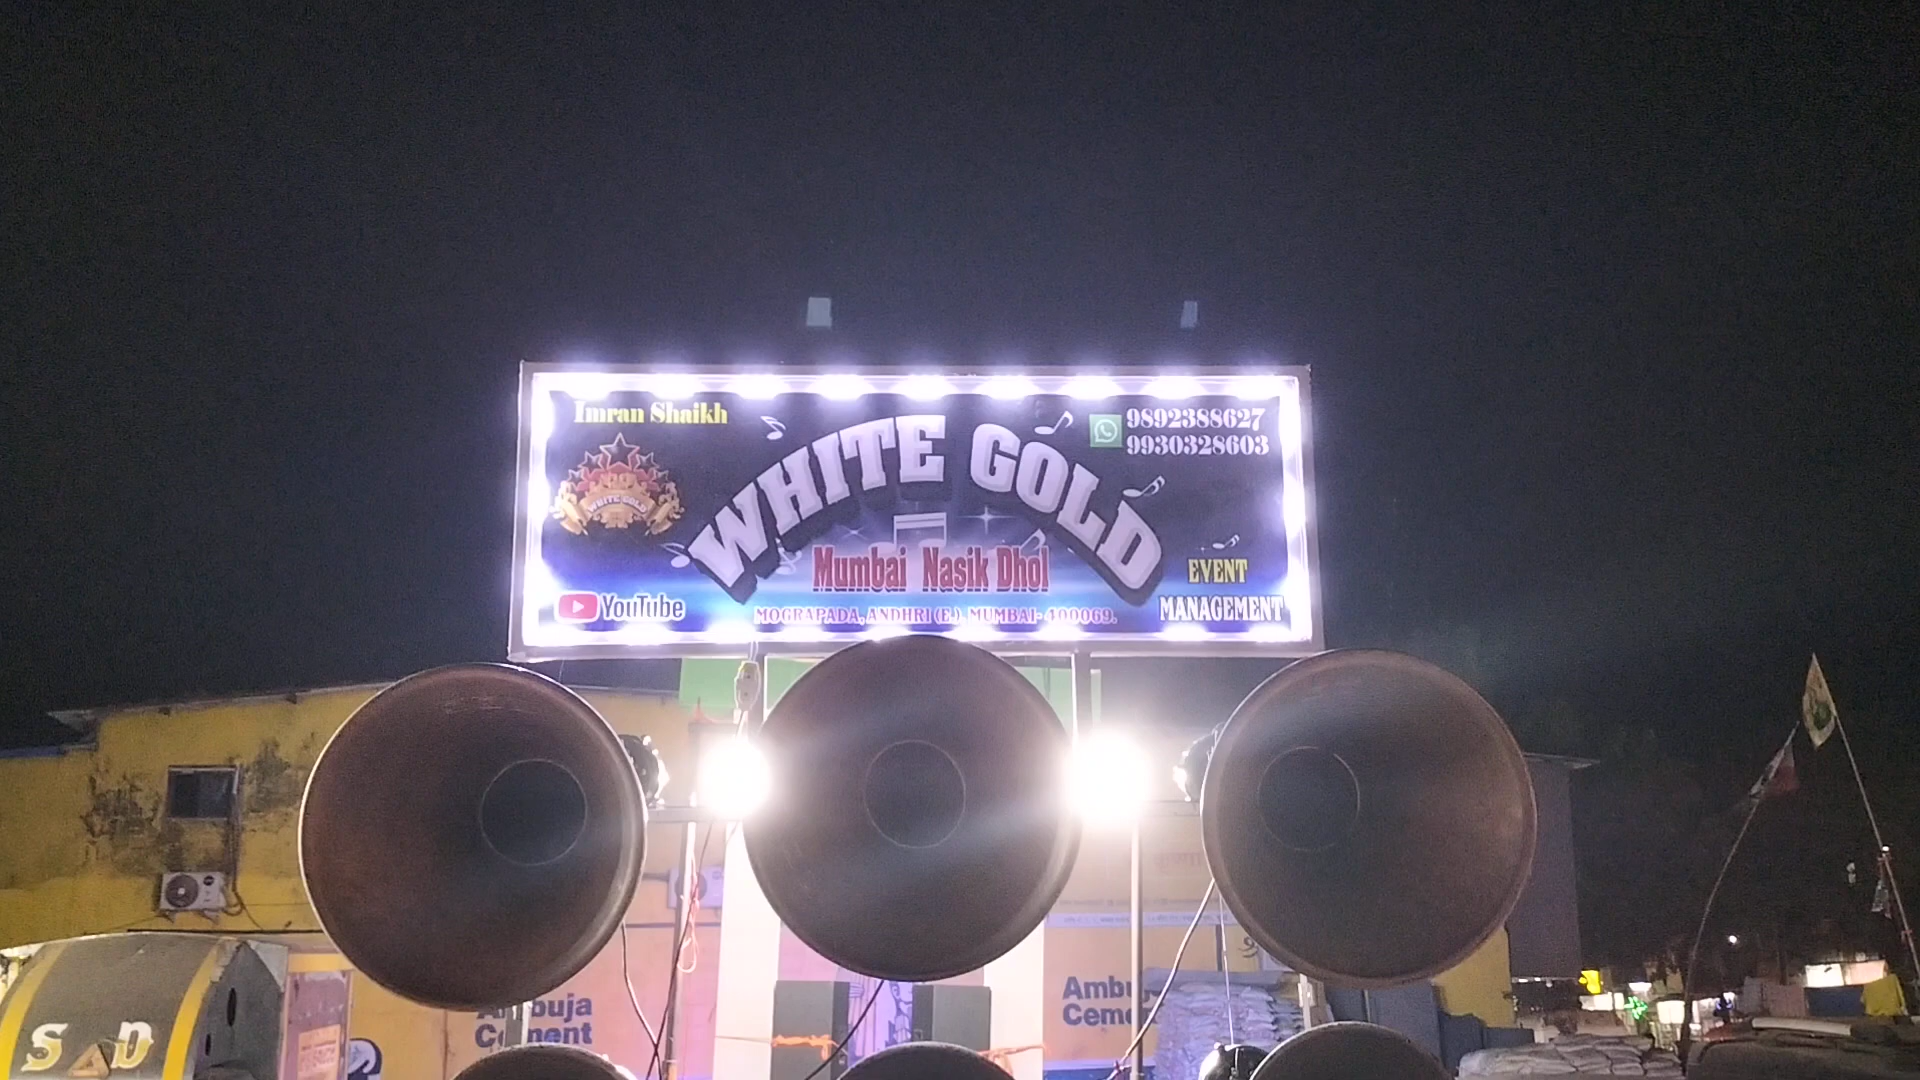 Imran Shaikh
WHITE GOLD
9892388627
9930328603
WHITE GOLD
Mumbai Nasik Dhol
EVENT
MANAGEMENT
YouTube
MOGRAPADA, ANDHRI (E.) MUMBAI- 400069.
Ambuja
Cement
Ambuj
Ceme
S D